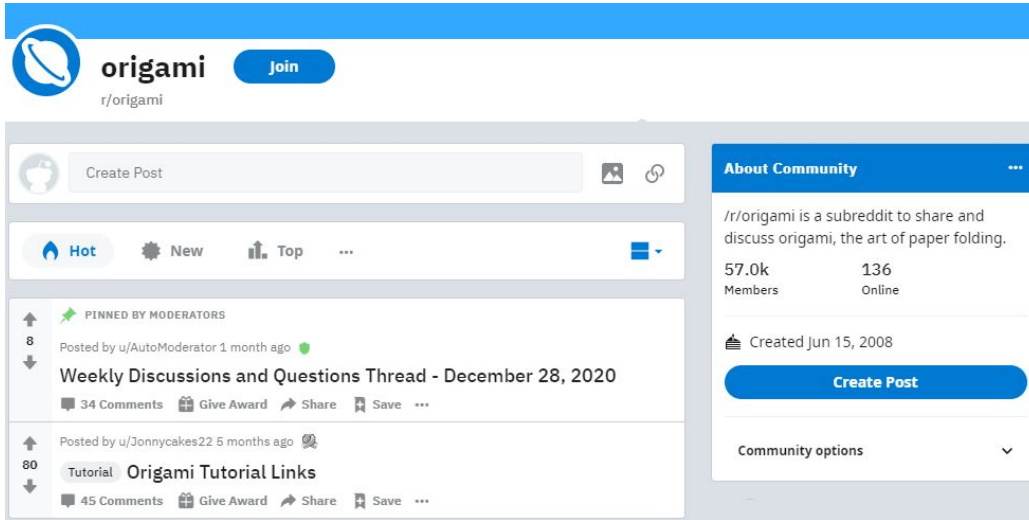 origami
Join
r/origami
Create Post
Hot
New
Top
PINNED BY MODERATORS
8
Posted by u/AutoModerator 1 month ago
Weekly Discussions and Questions Thread - December 28, 2020
34 Comments Give Award Share Save
Posted by u/Jonnycakes22 5 months ago
80
Tutorial Origami Tutorial Links
45 Comments Give Award Share Save
About Community
/r/origami is a subreddit to share and
discuss origami, the art of paper folding.
57.0k 136
Members Online
Created Jun 15, 2008
Create Post
Community options